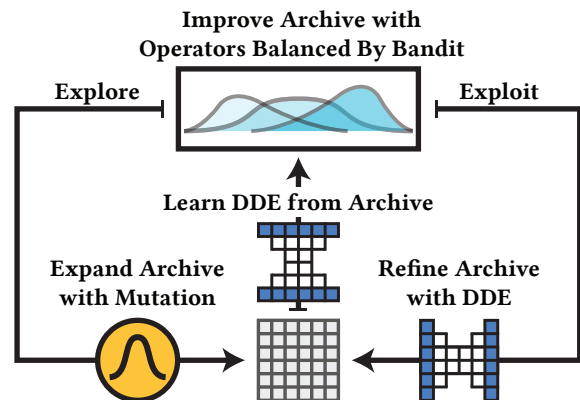 Improve Archive with
Operators Balanced By Bandit
Explore
Exploit
Learn DDE from Archive
Expand Archive
with Mutation
Refine Archive
with DDE